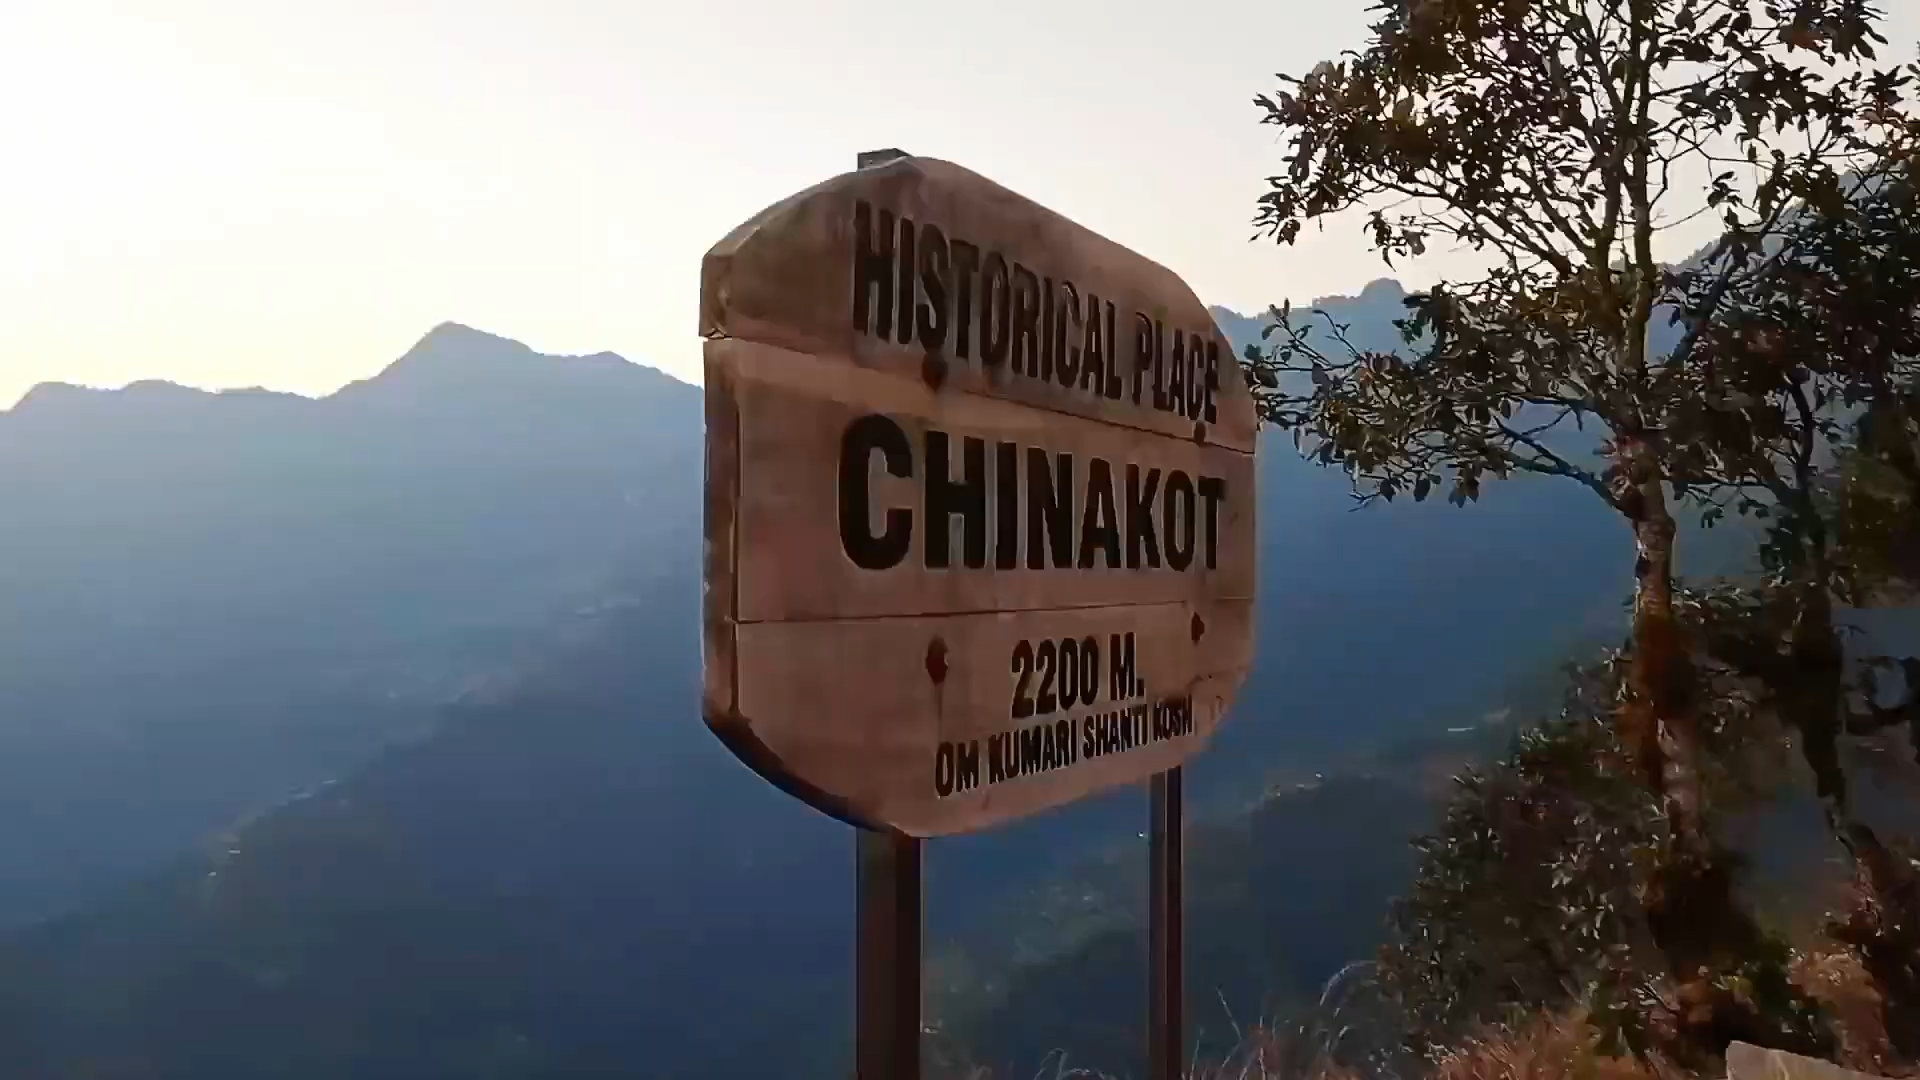 HISTORICAL PLACE
CHINAKOT
2200 M.
OM KUMARI SHANTI KOSH